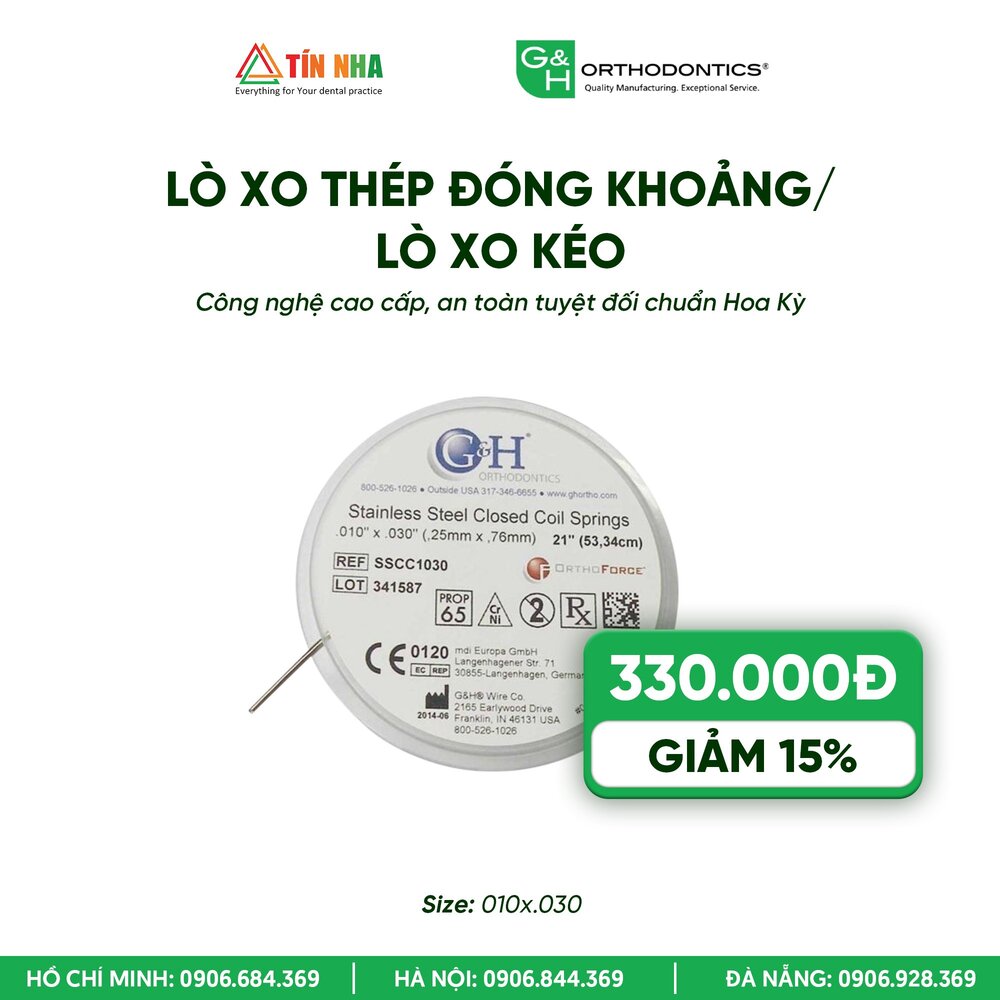 TÍN NHA
Everything for Your dental practice
G&H ORTHODONTICS®
Quality Manufacturing. Exceptional Service.
LÒ XO THÉP ĐÓNG KHOẢNG/
LÒ XO KÉO
Công nghệ cao cấp, an toàn tuyệt đối chuẩn Hoa Kỳ
G&H®
ORTHODONTICS
800-526-1026 ● Outside USA 317-346-6655 ● www.ghortho.com
Stainless Steel Closed Coil Springs
.010" x .030" (,25mm x ,76mm) 21" (53,34cm)
REF SSCC1030
ORTHOFORCE
LOT 341587
PROP 65
Cr Ni
2
Rx
CE 0120
EC REP
mdi Europa GmbH
Langenhagener Str. 71
30855-Langenhagen, German
2014-06
G&H® Wire Co.
2165 Earlywood Drive
Franklin, IN 46131 USA
800-526-1026
330.000Đ
GIẢM 15%
Size: 010x.030
HỒ CHÍ MINH: 0906.684.369 | HÀ NỘI: 0906.844.369 | ĐÀ NẴNG: 0906.928.369